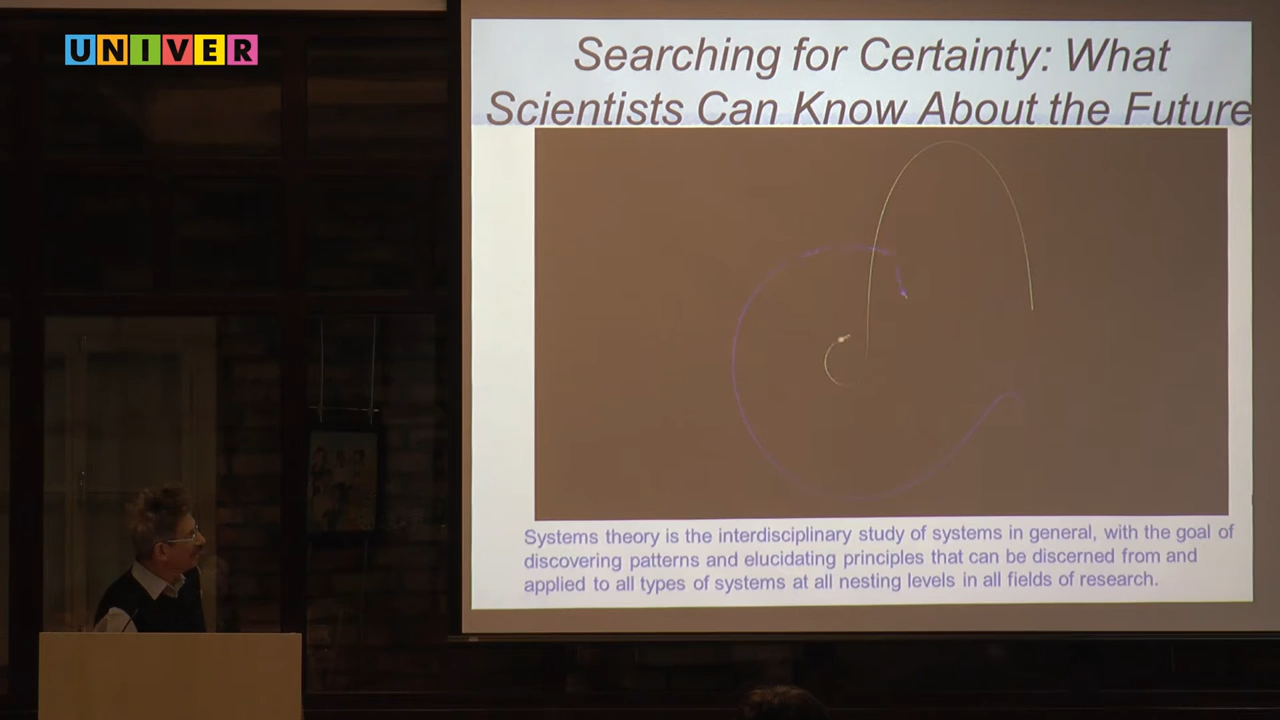 UNIVER
Searching for Certainty: What
Scientists Can Know About the Future
Systems theory is the interdisciplinary study of systems in general, with the goal of
discovering patterns and elucidating principles that can be discerned from and
applied to all types of systems at all nesting levels in all fields of research.